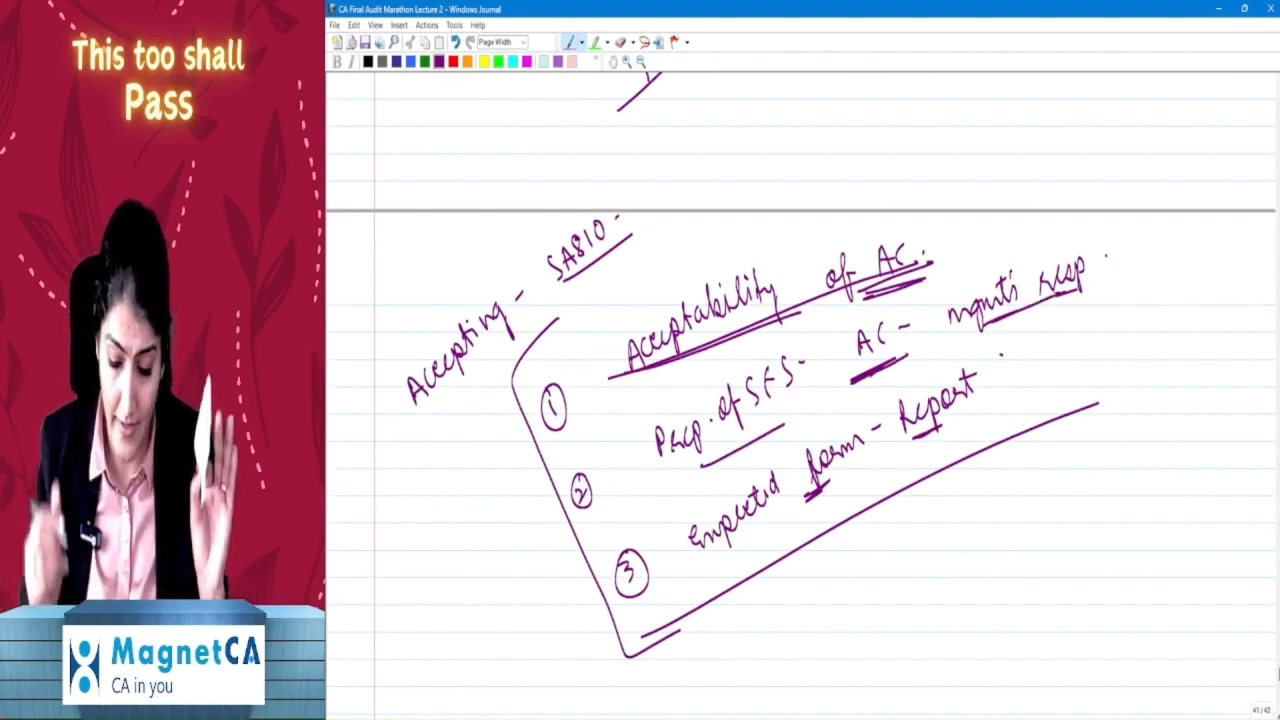 This too shall
Pass
CA Final Audit Marathon Lecture 2 - Windows Journal
File Edit View Insert Actions Tools Help
Page Width
B I
Accepting - SA810 -
① Acceptability of AC.
② Prep. of SFS - AC - mgmt's resp.
③ Expected form - Report.
MagnetCA
CA in you
41 / 42